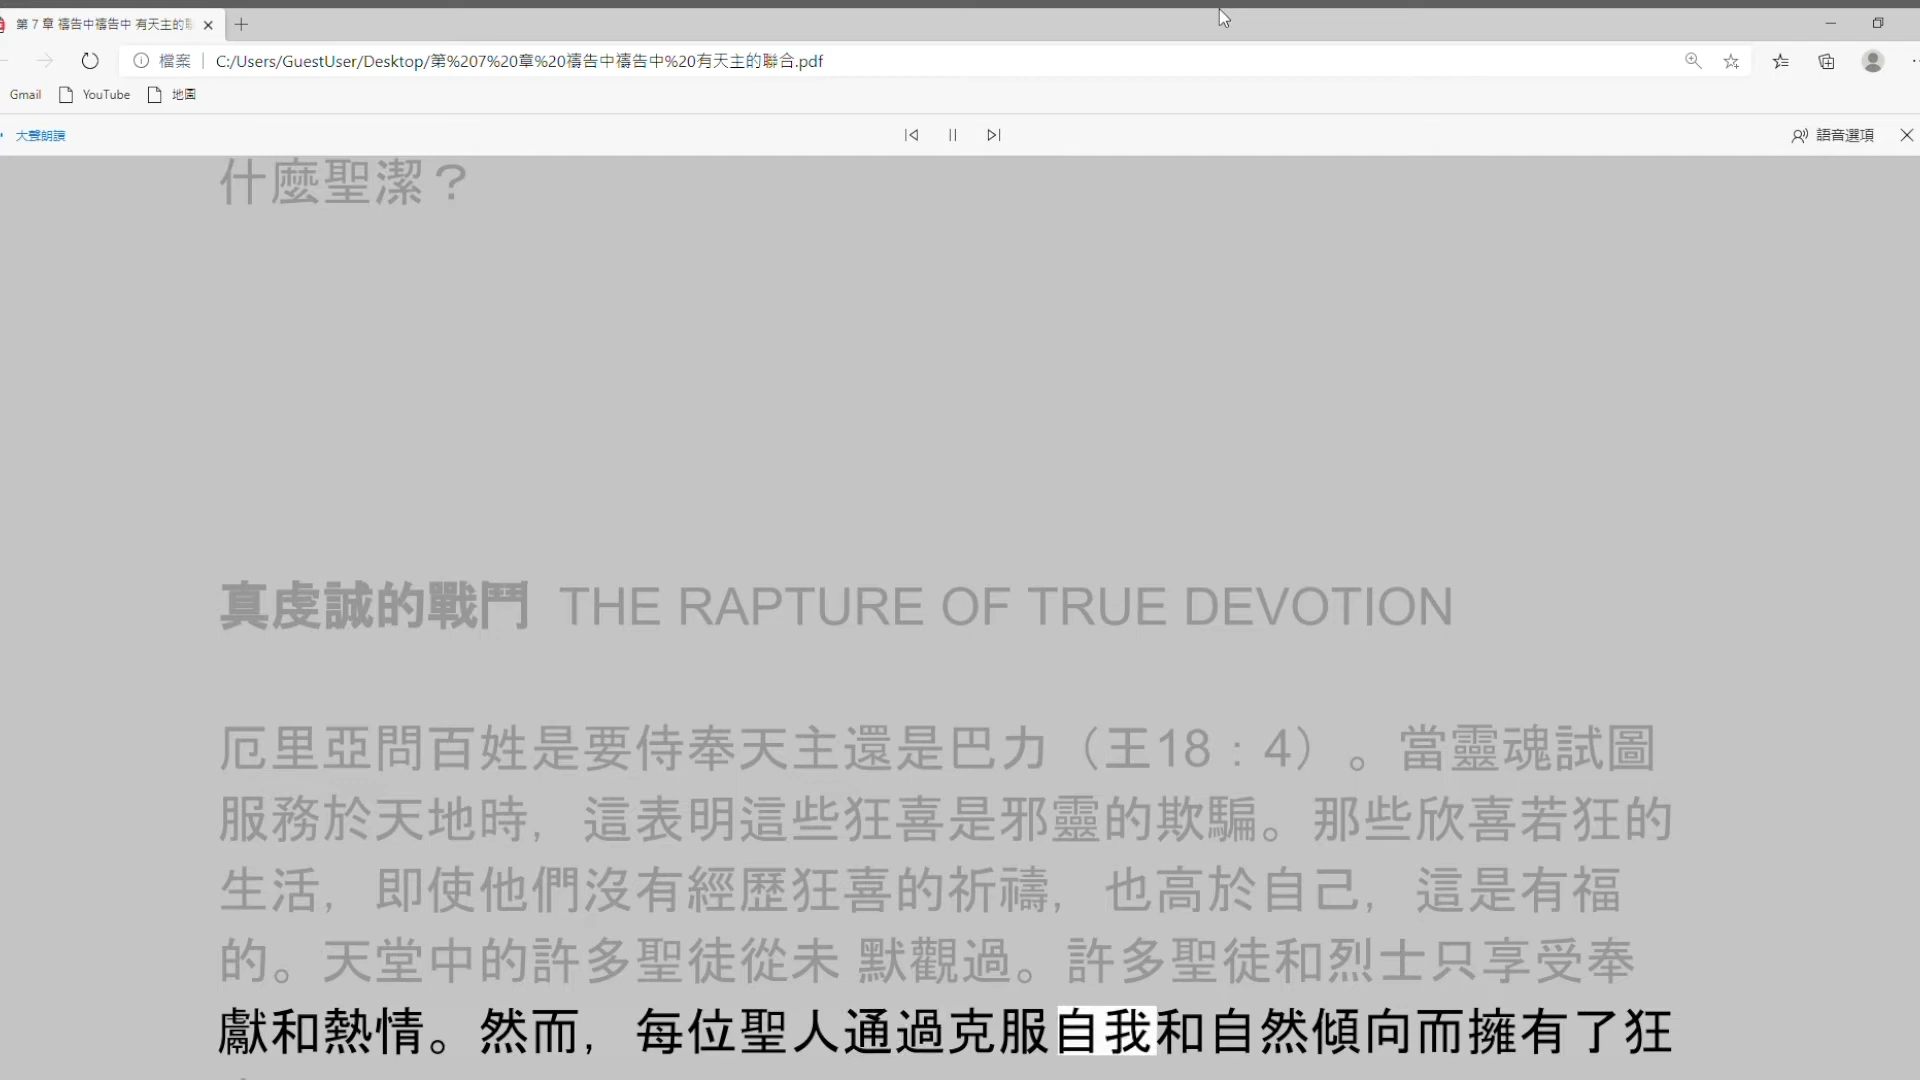 第 7 章 禱告中禱告中 有天主的
檔案 C:/Users/GuestUser/Desktop/第%207%20章%20禱告中禱告中%20有天主的聯合.pdf
Gmail YouTube 地圖
大聲朗讀 語音選項
什麼聖潔？
真虔誠的戰鬥 THE RAPTURE OF TRUE DEVOTION
厄里亞問百姓是要侍奉天主還是巴力（王18：4）。當靈魂試圖
服務於天地時，這表明這些狂喜是邪靈的欺騙。那些欣喜若狂的
生活，即使他們沒有經歷狂喜的祈禱，也高於自己，這是有福
的。天堂中的許多聖徒從未 默觀過。許多聖徒和烈士只享受奉
獻和熱情。然而，每位聖人通過克服自我和自然傾向而擁有了狂